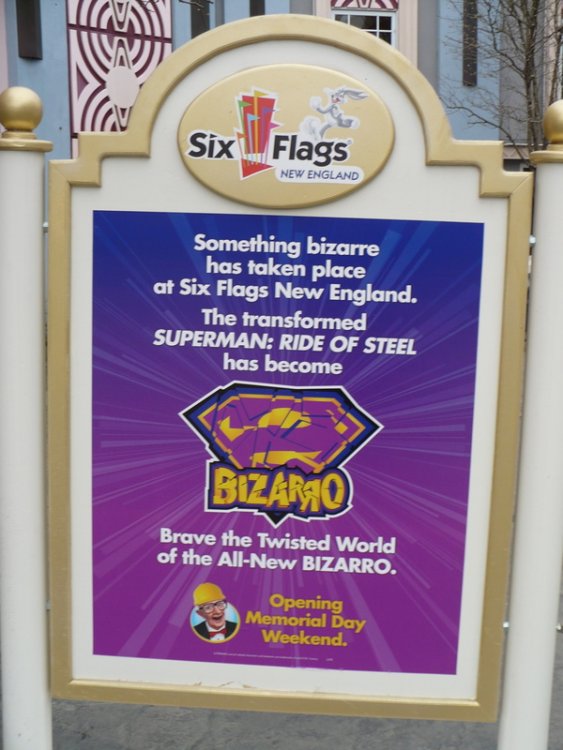 Six Flags
NEW ENGLAND
Something bizarre
has taken place
at Six Flags New England.
The transformed
SUPERMAN: RIDE OF STEEL
has become
BIZARRO
Brave the Twisted World
of the All-New BIZARRO.
Opening
Memorial Day
Weekend.